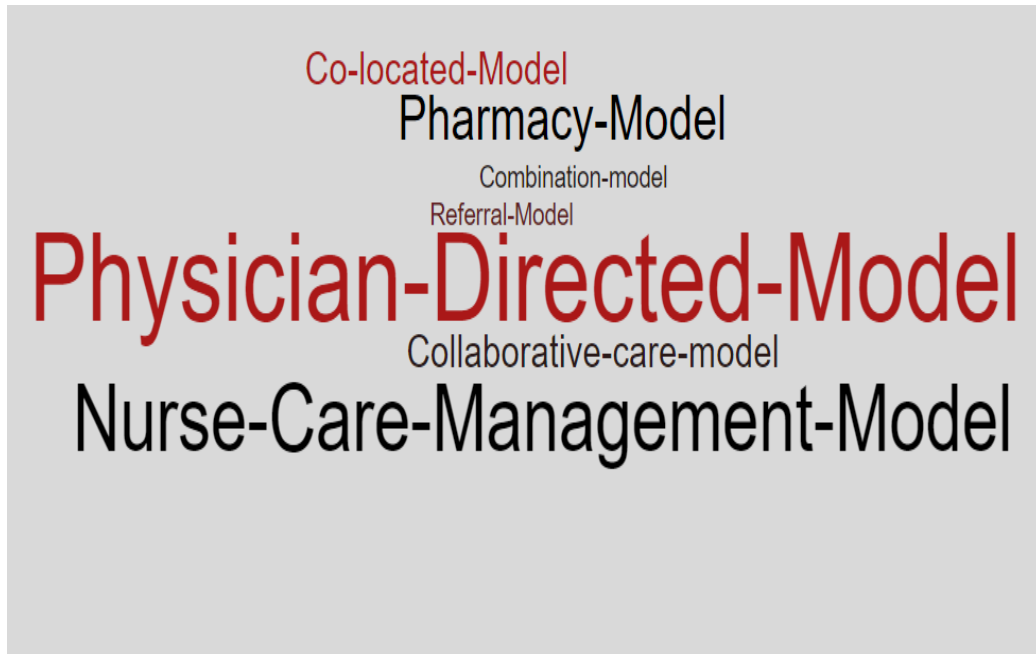 Co-located-Model
Pharmacy-Model
Combination-model
Referral-Model
Physician-Directed-Model
Collaborative-care-model
Nurse-Care-Management-Model